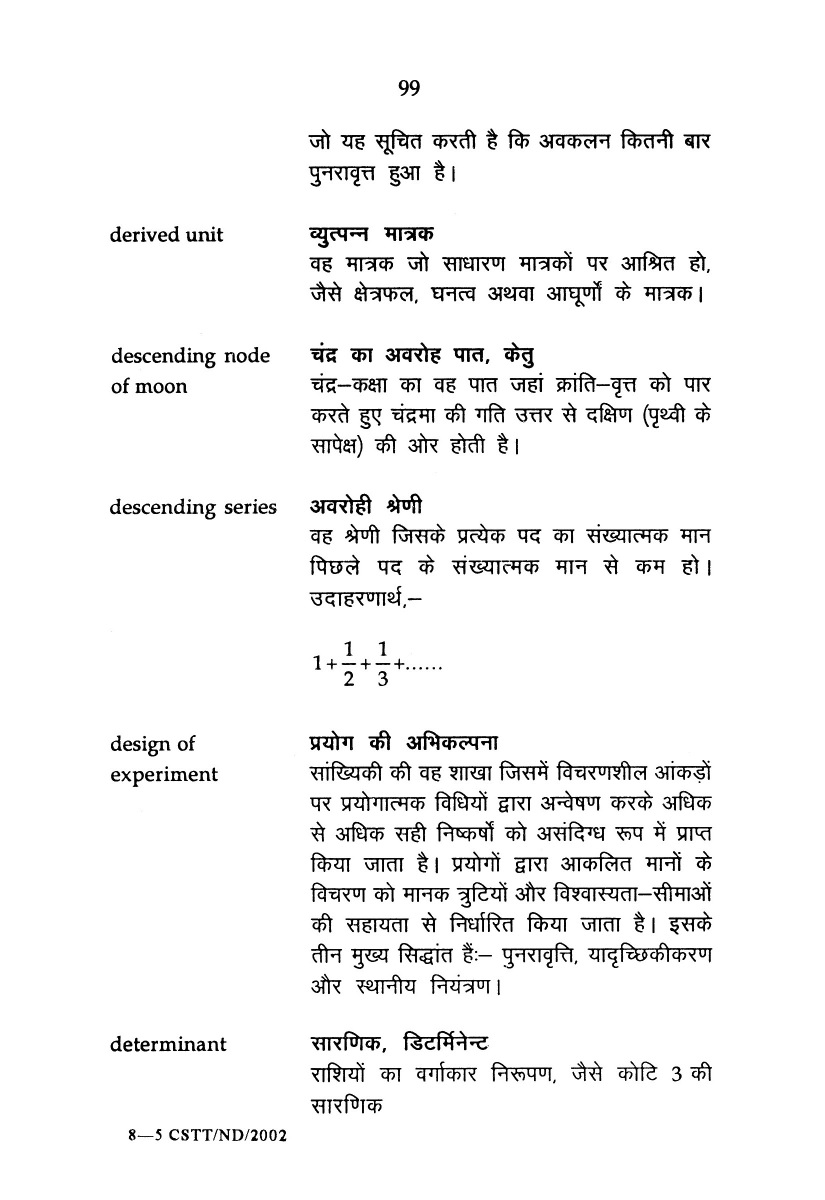 99
जो यह सूचित करती है कि अवकलन कितनी बार
पुनरावृत्त हुआ है।
derived unit व्युत्पन्न मात्रक
वह मात्रक जो साधारण मात्रकों पर आश्रित हो,
जैसे क्षेत्रफल, घनत्व अथवा आघूर्णों के मात्रक।
descending node चंद्र का अवरोह पात, केतु
of moon चंद्र–कक्षा का वह पात जहां क्रांति–वृत्त को पार
करते हुए चंद्रमा की गति उत्तर से दक्षिण (पृथ्वी के
सापेक्ष) की ओर होती है।
descending series अवरोही श्रेणी
वह श्रेणी जिसके प्रत्येक पद का संख्यात्मक मान
पिछले पद के संख्यात्मक मान से कम हो।
उदाहरणार्थ,–
1+1/2+1/3+......
design of प्रयोग की अभिकल्पना
experiment सांख्यिकी की वह शाखा जिसमें विचरणशील आंकड़ों
पर प्रयोगात्मक विधियों द्वारा अन्वेषण करके अधिक
से अधिक सही निष्कर्षों को असंदिग्ध रूप में प्राप्त
किया जाता है। प्रयोगों द्वारा आकलित मानों के
विचरण को मानक त्रुटियों और विश्वास्यता–सीमाओं
की सहायता से निर्धारित किया जाता है। इसके
तीन मुख्य सिद्धांत हैं:– पुनरावृत्ति, यादृच्छिकीकरण
और स्थानीय नियंत्रण।
determinant सारणिक, डिटर्मिनेन्ट
राशियों का वर्गाकार निरूपण, जैसे कोटि 3 की
सारणिक
8—5 CSTT/ND/2002